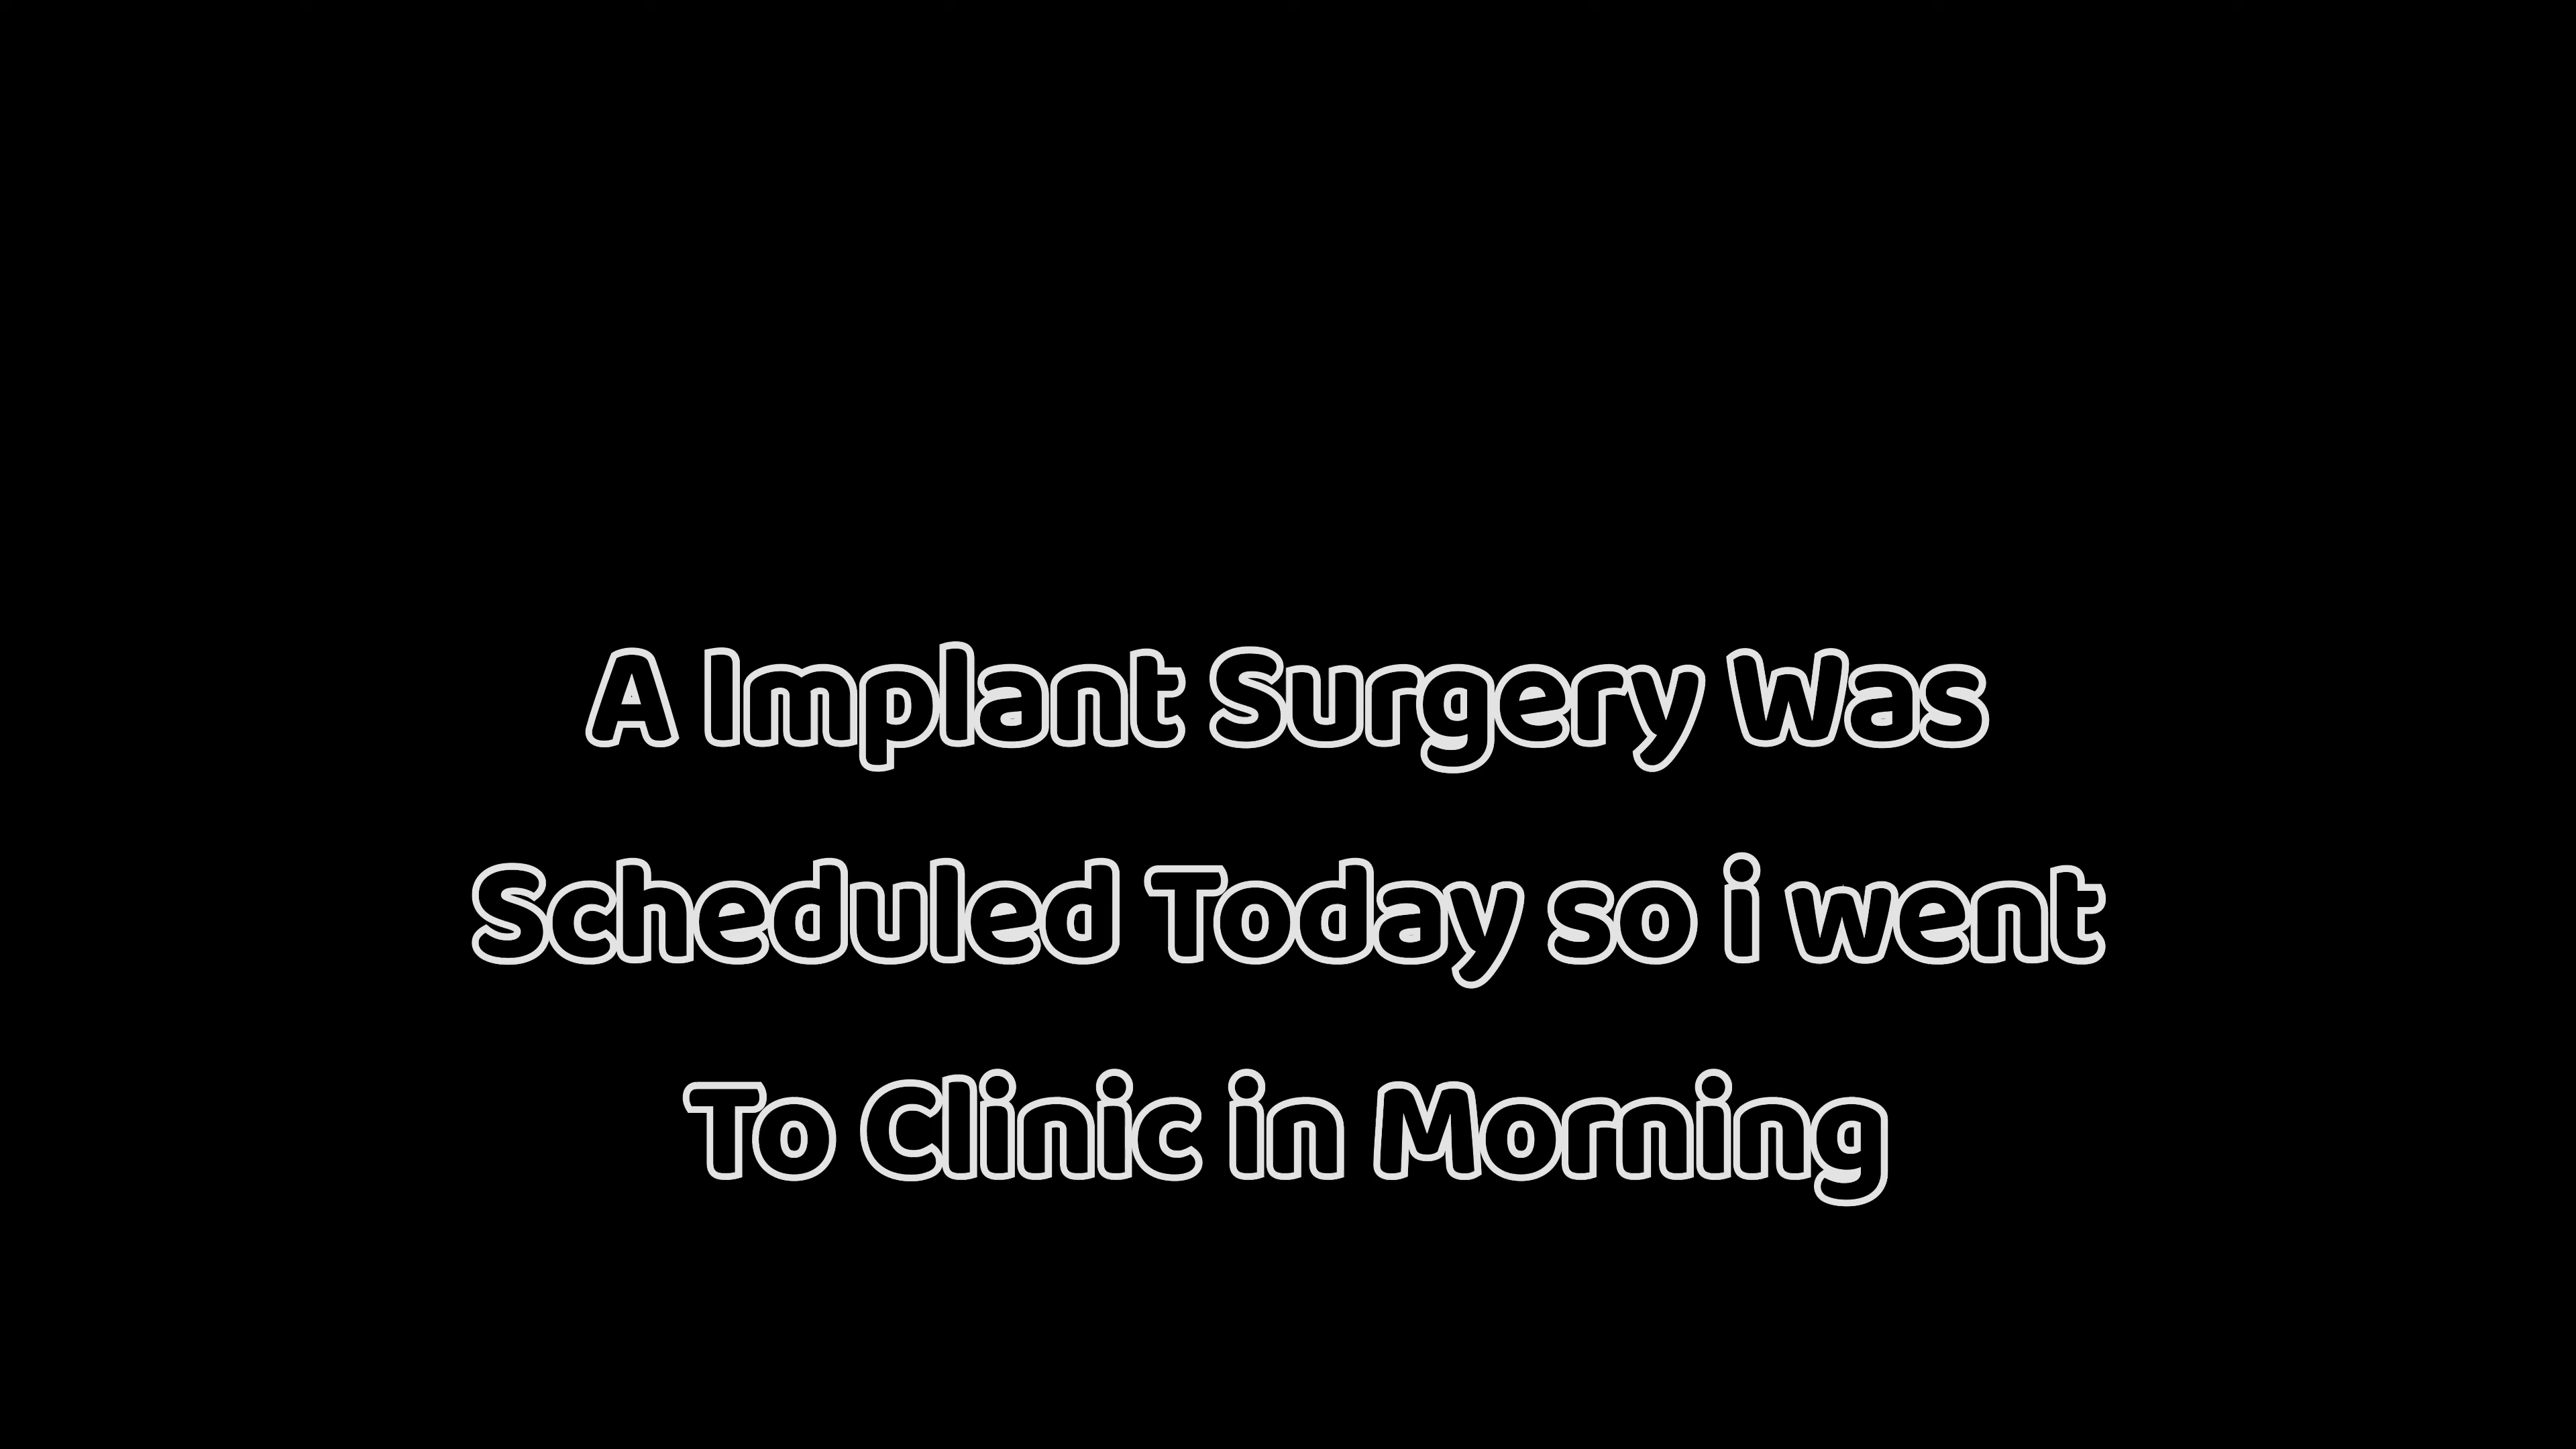 A Implant Surgery Was
Scheduled Today so i went
To Clinic in Morning